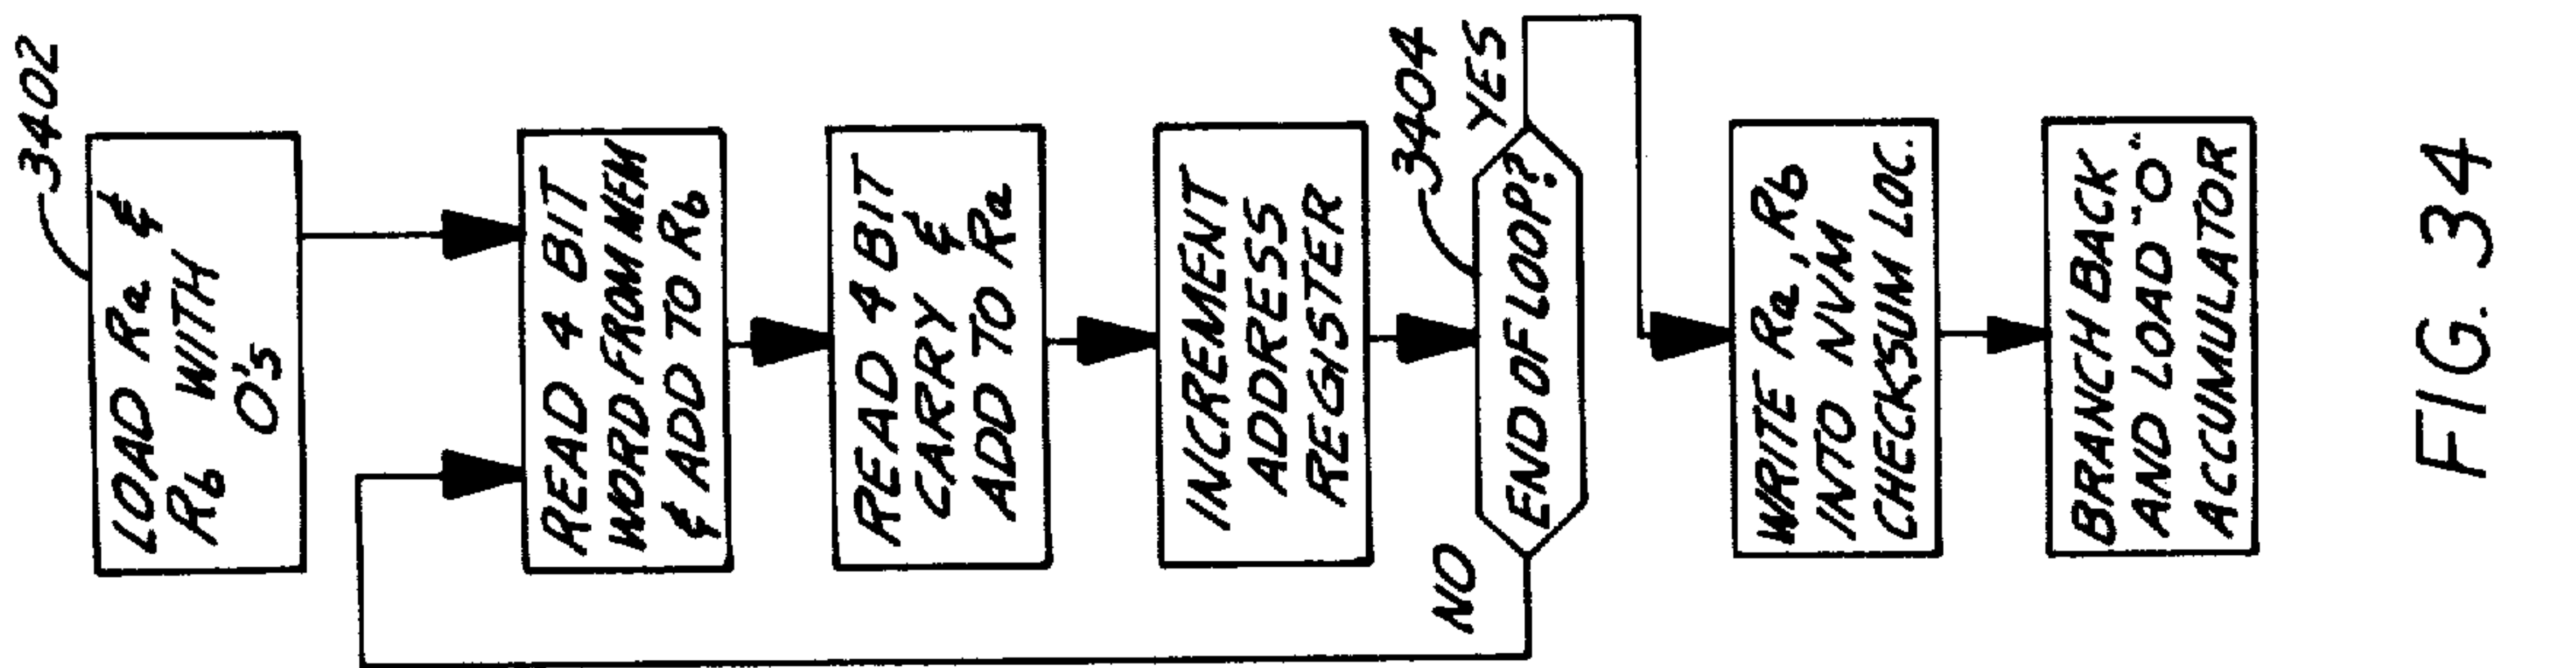 3402
LOAD Ra &
Rb WITH
0's
READ 4 BIT
WORD FROM MEM
& ADD TO Rb
READ 4 BIT
CARRY &
ADD TO Ra
INCREMENT
ADDRESS
REGISTER
3404
NO
END OF LOOP?
YES
WRITE Ra, Rb
INTO NVM
CHECKSUM LOC.
BRANCH BACK
AND LOAD "0"
ACCUMULATOR
FIG. 34